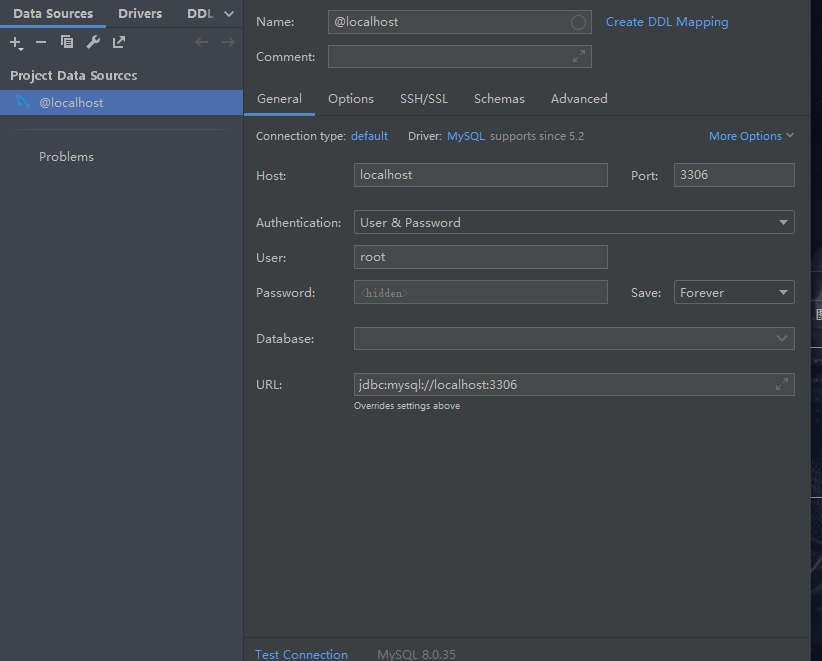 Data Sources Drivers DDL
Project Data Sources
@localhost
Problems
Name: @localhost Create DDL Mapping
Comment:
General Options SSH/SSL Schemas Advanced
Connection type: default Driver: MySQL supports since 5.2 More Options
Host: localhost Port: 3306
Authentication: User & Password
User: root
Password: <hidden> Save: Forever
Database:
URL: jdbc:mysql://localhost:3306
Overrides settings above
Test Connection MySQL 8.0.35